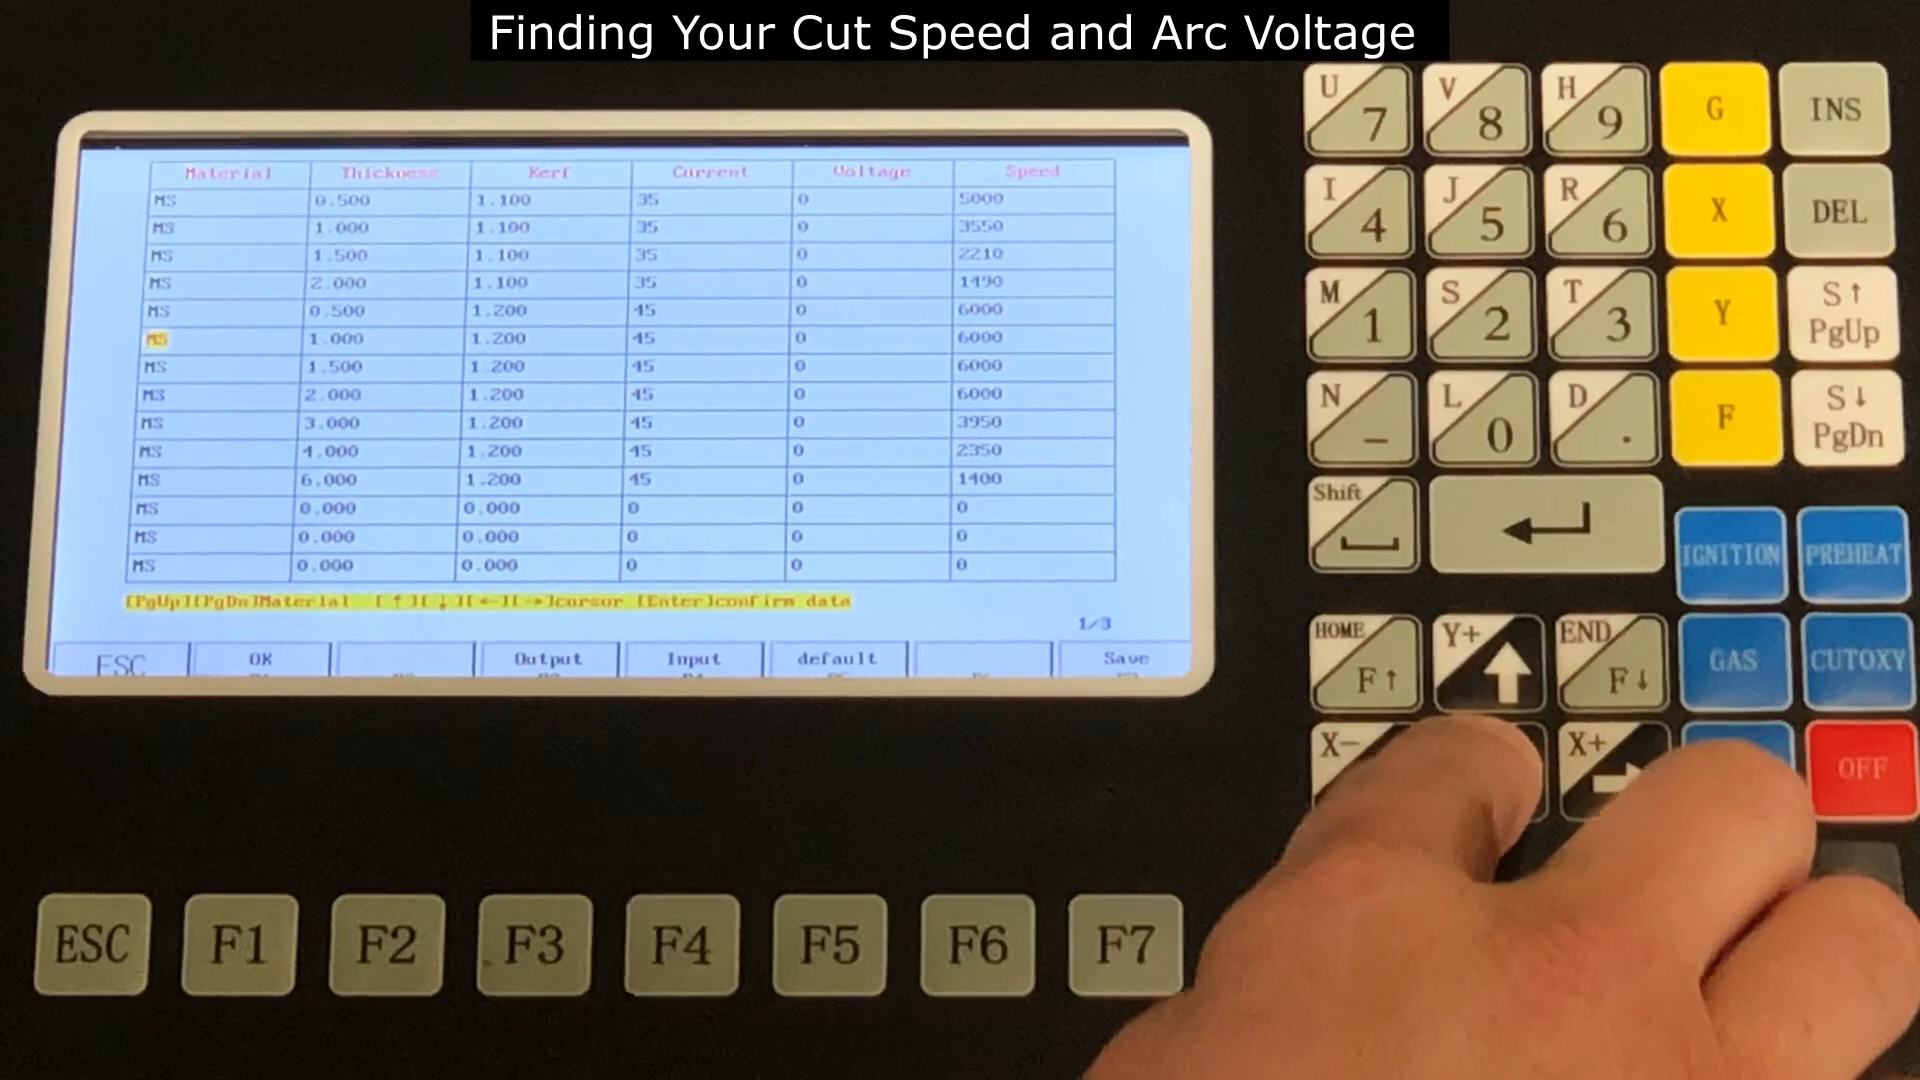 Finding Your Cut Speed and Arc Voltage
Material Thickness Kerf Current Voltage Speed
MS 0.500 1.100 35 0 5000
MS 1.000 1.100 35 0 3550
MS 1.500 1.100 35 0 2210
MS 2.000 1.100 35 0 1490
MS 0.500 1.200 45 0 6000
MS 1.000 1.200 45 0 6000
MS 1.500 1.200 45 0 6000
MS 2.000 1.200 45 0 6000
MS 3.000 1.200 45 0 3950
MS 4.000 1.200 45 0 2350
MS 6.000 1.200 45 0 1400
MS 0.000 0.000 0 0 0
MS 0.000 0.000 0 0 0
MS 0.000 0.000 0 0 0
[PgUp][PgDn]Material [↑][↓][←][→]cursor [Enter]confirm data
1/3
ESC OK Output Input default Save
U 7 V 8 H 9 G INS
I 4 J 5 R 6 X DEL
M 1 S 2 T 3 Y S↑ PgUp
N - L 0 D . F S↓ PgDn
Shift IGNITION PREHEAT
HOME F↑ Y+ END F↓ GAS CUTOXY
X- X+ OFF
ESC F1 F2 F3 F4 F5 F6 F7